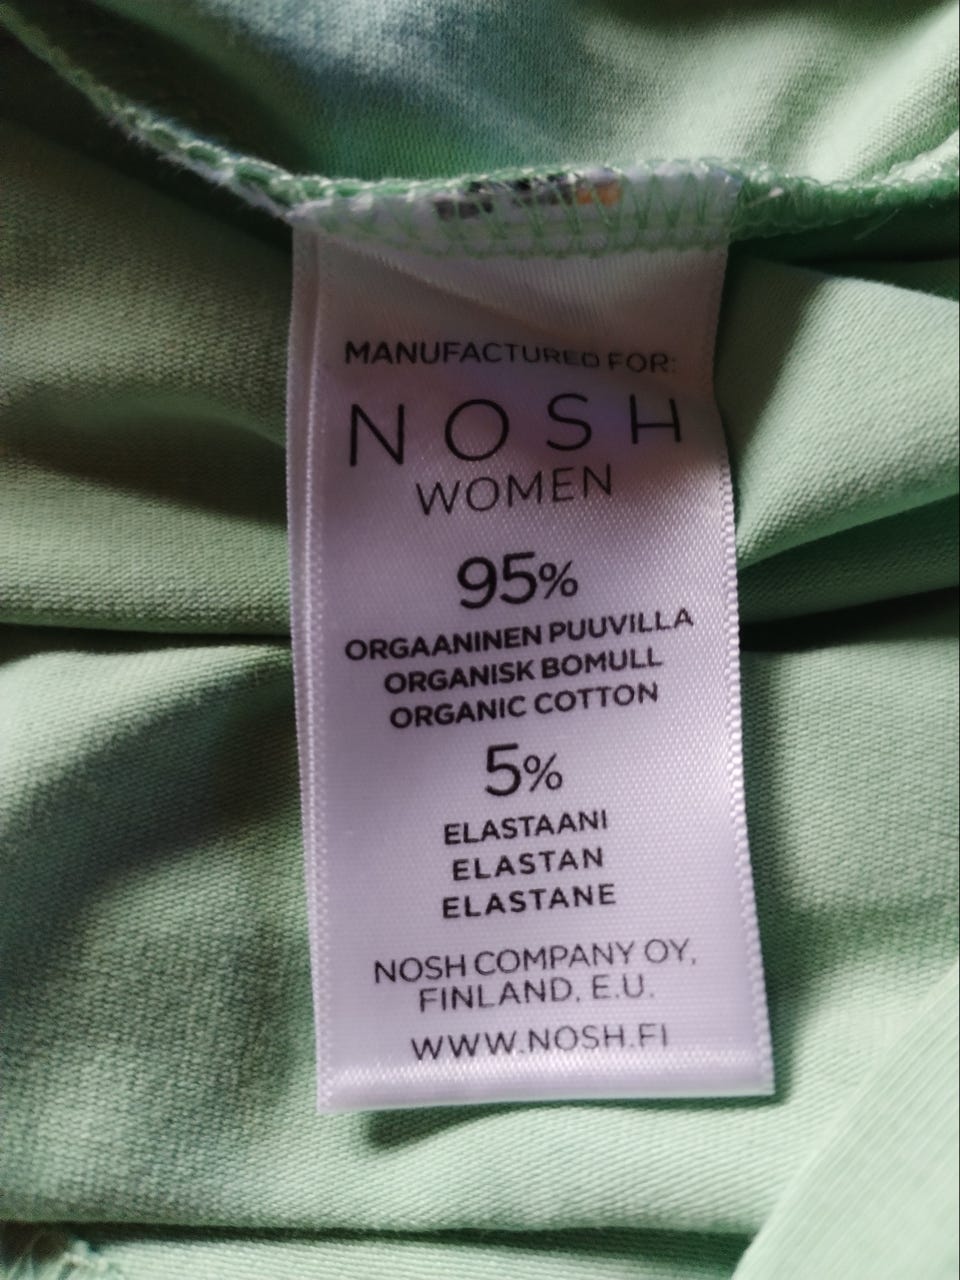 MANUFACTURED FOR:
NOSH
WOMEN
95%
ORGAANINEN PUUVILLA
ORGANISK BOMULL
ORGANIC COTTON
5%
ELASTAANI
ELASTAN
ELASTANE
NOSH COMPANY OY,
FINLAND, E.U.
WWW.NOSH.FI